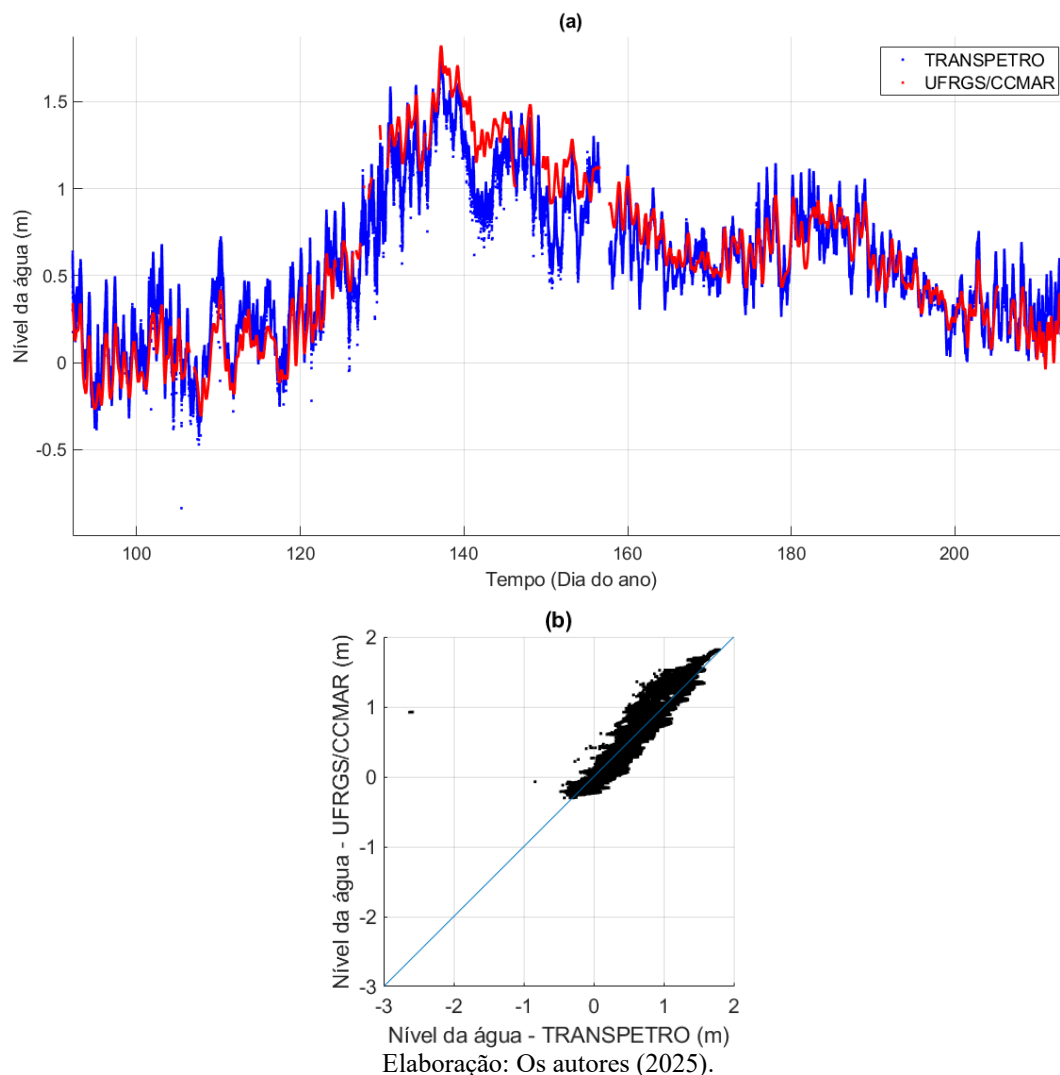 (a)
TRANSPETRO
UFRGS/CCMAR
Nível da água (m)
1.5
1
0.5
0
-0.5
100 120 140 160 180 200
Tempo (Dia do ano)
(b)
Nível da água - UFRGS/CCMAR (m)
2
1
0
-1
-2
-3
-3 -2 -1 0 1 2
Nível da água - TRANSPETRO (m)
Elaboração: Os autores (2025).